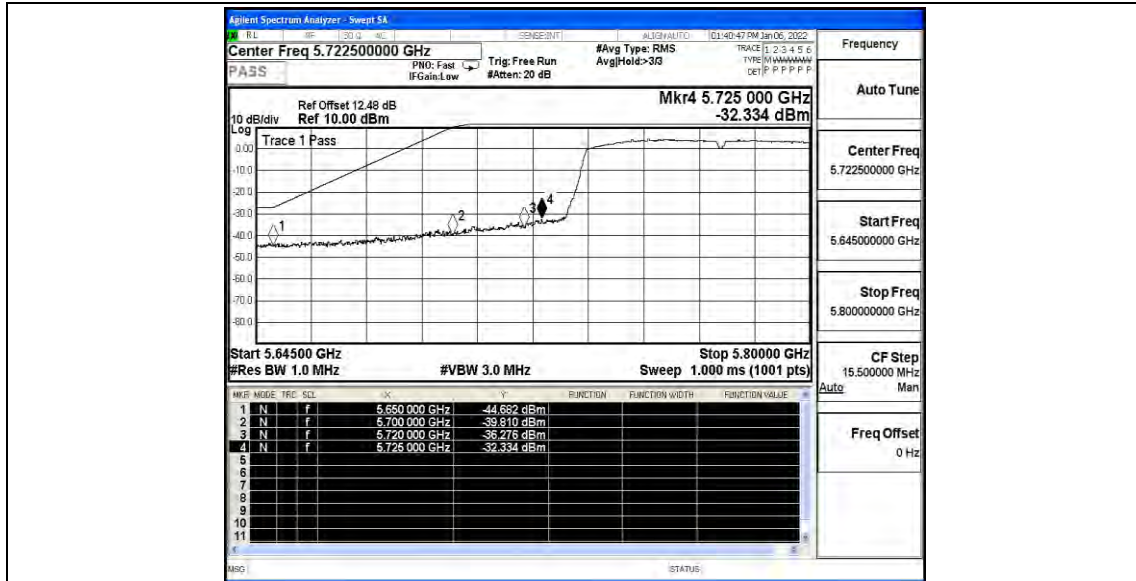 Agilent Spectrum Analyzer - Swept SA
RL RF 50 Ω AC SENSE:INT ALIGN AUTO 01:40:47 PM Jan 06, 2022
Center Freq 5.722500000 GHz
#Avg Type: RMS
TRACE 1 2 3 4 5 6
PASS
PNO: Fast
Trig: Free Run
Avg|Hold:>3/3
TYPE M WWWWW
IFGain:Low
#Atten: 20 dB
DET P P P P P P
Mkr4 5.725 000 GHz
-32.334 dBm
Ref Offset 12.48 dB
10 dB/div Ref 10.00 dBm
Log
Trace 1 Pass
0.00
-10.0
-20.0
-30.0
-40.0
-50.0
-60.0
-70.0
-80.0
1
2
3
4
Start 5.64500 GHz Stop 5.80000 GHz
#Res BW 1.0 MHz #VBW 3.0 MHz Sweep 1.000 ms (1001 pts)
MKR MODE TRC SCL X Y FUNCTION FUNCTION WIDTH FUNCTION VALUE
1 N f 5.650 000 GHz -44.682 dBm
2 N f 5.700 000 GHz -39.810 dBm
3 N f 5.720 000 GHz -36.276 dBm
4 N f 5.725 000 GHz -32.334 dBm
5
6
7
8
9
10
11
MSG STATUS
Frequency
Auto Tune
Center Freq
5.722500000 GHz
Start Freq
5.645000000 GHz
Stop Freq
5.800000000 GHz
CF Step
15.500000 MHz
Auto Man
Freq Offset
0 Hz